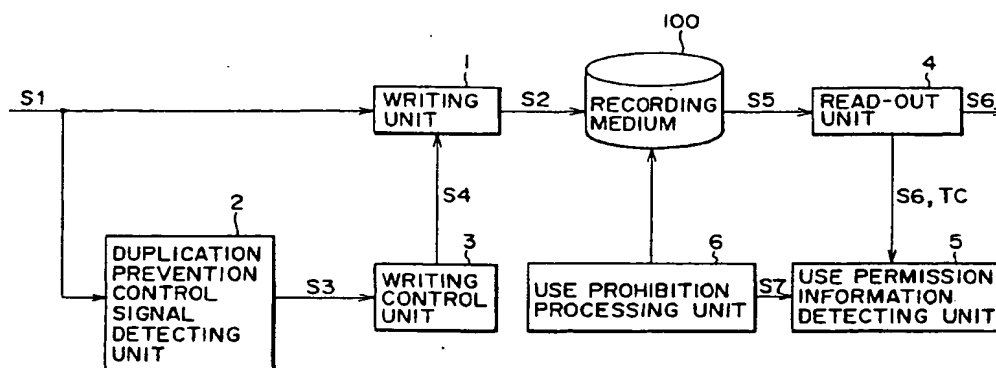 100
1
4
S1
WRITING
UNIT
S2
RECORDING
MEDIUM
S5
READ-OUT
UNIT
S6
S4
S6, TC
2
3
6
5
DUPLICATION
PREVENTION
CONTROL
SIGNAL
DETECTING
UNIT
S3
WRITING
CONTROL
UNIT
USE PROHIBITION
PROCESSING UNIT
S7
USE PERMISSION
INFORMATION
DETECTING UNIT